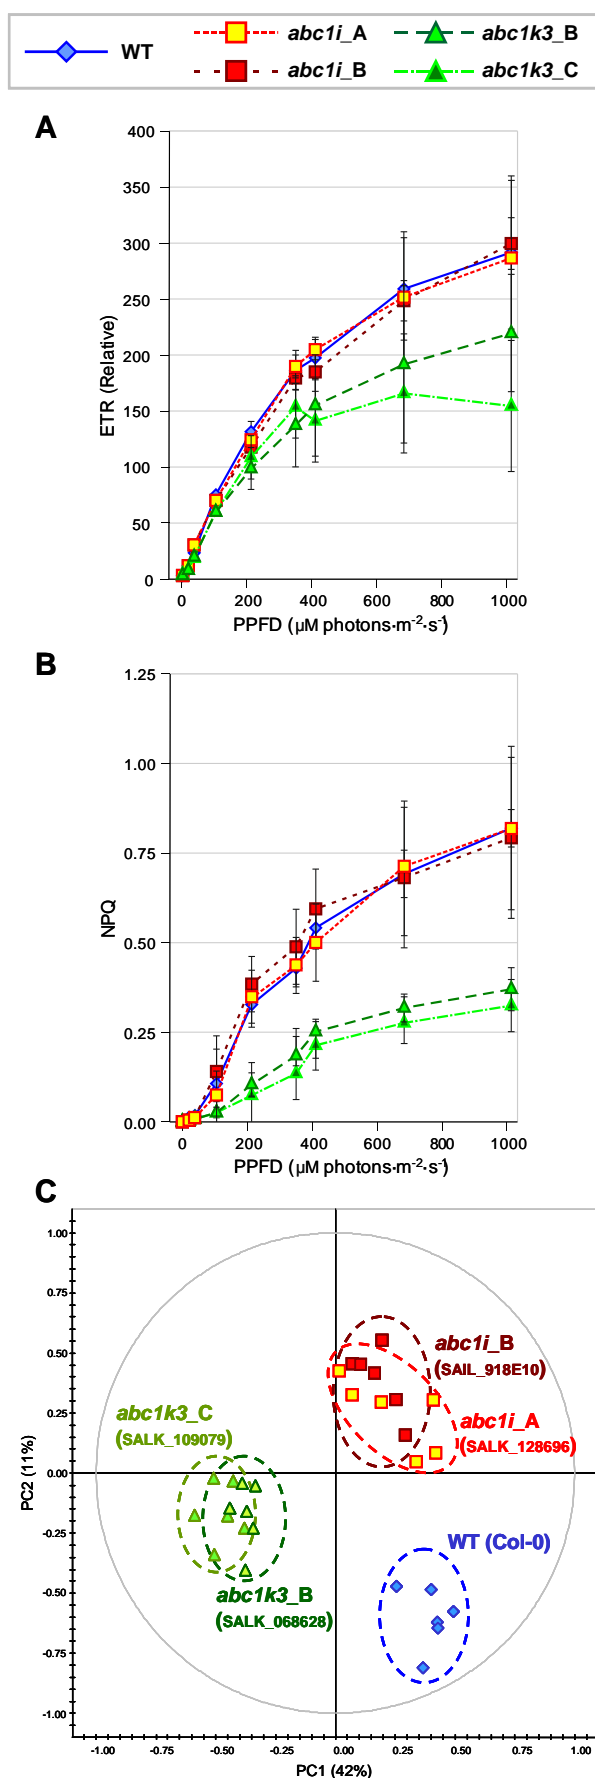 WT abc1i_A abc1k3_B
abc1i_B abc1k3_C
A
400
350
300
250
200
150
100
50
0
ETR (Relative)
0 200 400 600 800 1000
PPFD (µM photons·m⁻²·s⁻¹)
B
1.25
1.00
0.75
0.50
0.25
0.00
NPQ
0 200 400 600 800 1000
PPFD (µM photons·m⁻²·s⁻¹)
C
1.00
0.75
0.50
0.25
0.00
-0.25
-0.50
-0.75
-1.00
PC2 (11%)
abc1i_B
(SAIL_918E10)
abc1i_A
(SALK_128696)
abc1k3_C
(SALK_109079)
WT (Col-0)
abc1k3_B
(SALK_068628)
-1.00 -0.75 -0.50 -0.25 0.00 0.25 0.50 0.75 1.00
PC1 (42%)